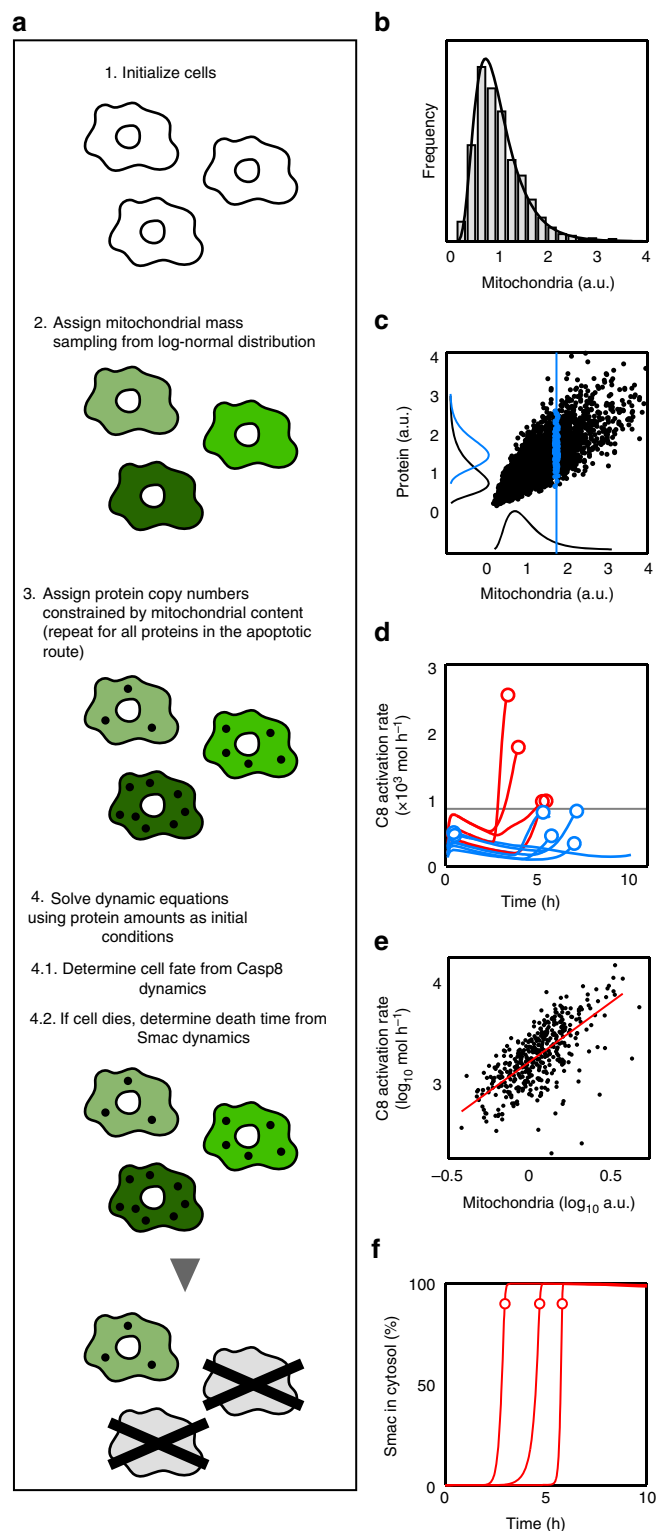 a
1. Initialize cells
2. Assign mitochondrial mass
sampling from log-normal distribution
3. Assign protein copy numbers
constrained by mitochondrial content
(repeat for all proteins in the apoptotic
route)
4. Solve dynamic equations
using protein amounts as initial
conditions
4.1. Determine cell fate from Casp8
dynamics
4.2. If cell dies, determine death time from
Smac dynamics
b
Frequency
0 1 2 3 4
Mitochondria (a.u.)
c
Protein (a.u.)
4
3
2
1
0
0 1 2 3 4
Mitochondria (a.u.)
d
C8 activation rate
(×10³ mol h⁻¹)
3
2
1
0
0 5 10
Time (h)
e
C8 activation rate
(log₁₀ mol h⁻¹)
4
3
−0.5 0 0.5
Mitochondria (log₁₀ a.u.)
f
Smac in cytosol (%)
100
50
0
0 5 10
Time (h)